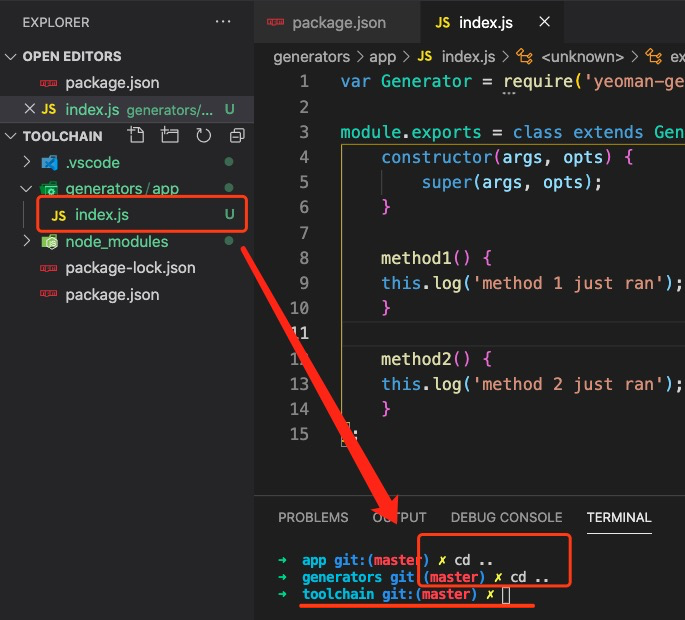 EXPLORER ···
OPEN EDITORS
package.json
JS index.js generators/... U
TOOLCHAIN
.vscode
generators / app
JS index.js U
node_modules
package-lock.json
package.json
package.json JS index.js
generators > app > JS index.js > <unknown> > ex
1 var Generator = require('yeoman-ge
2
3 module.exports = class extends Gen
4 constructor(args, opts) {
5 super(args, opts);
6 }
7
8 method1() {
9 this.log('method 1 just ran');
10 }
11
12 method2() {
13 this.log('method 2 just ran');
14 }
15 };
PROBLEMS OUTPUT DEBUG CONSOLE TERMINAL
➜ app git:(master) ✗ cd ..
➜ generators git:(master) ✗ cd ..
➜ toolchain git:(master) ✗